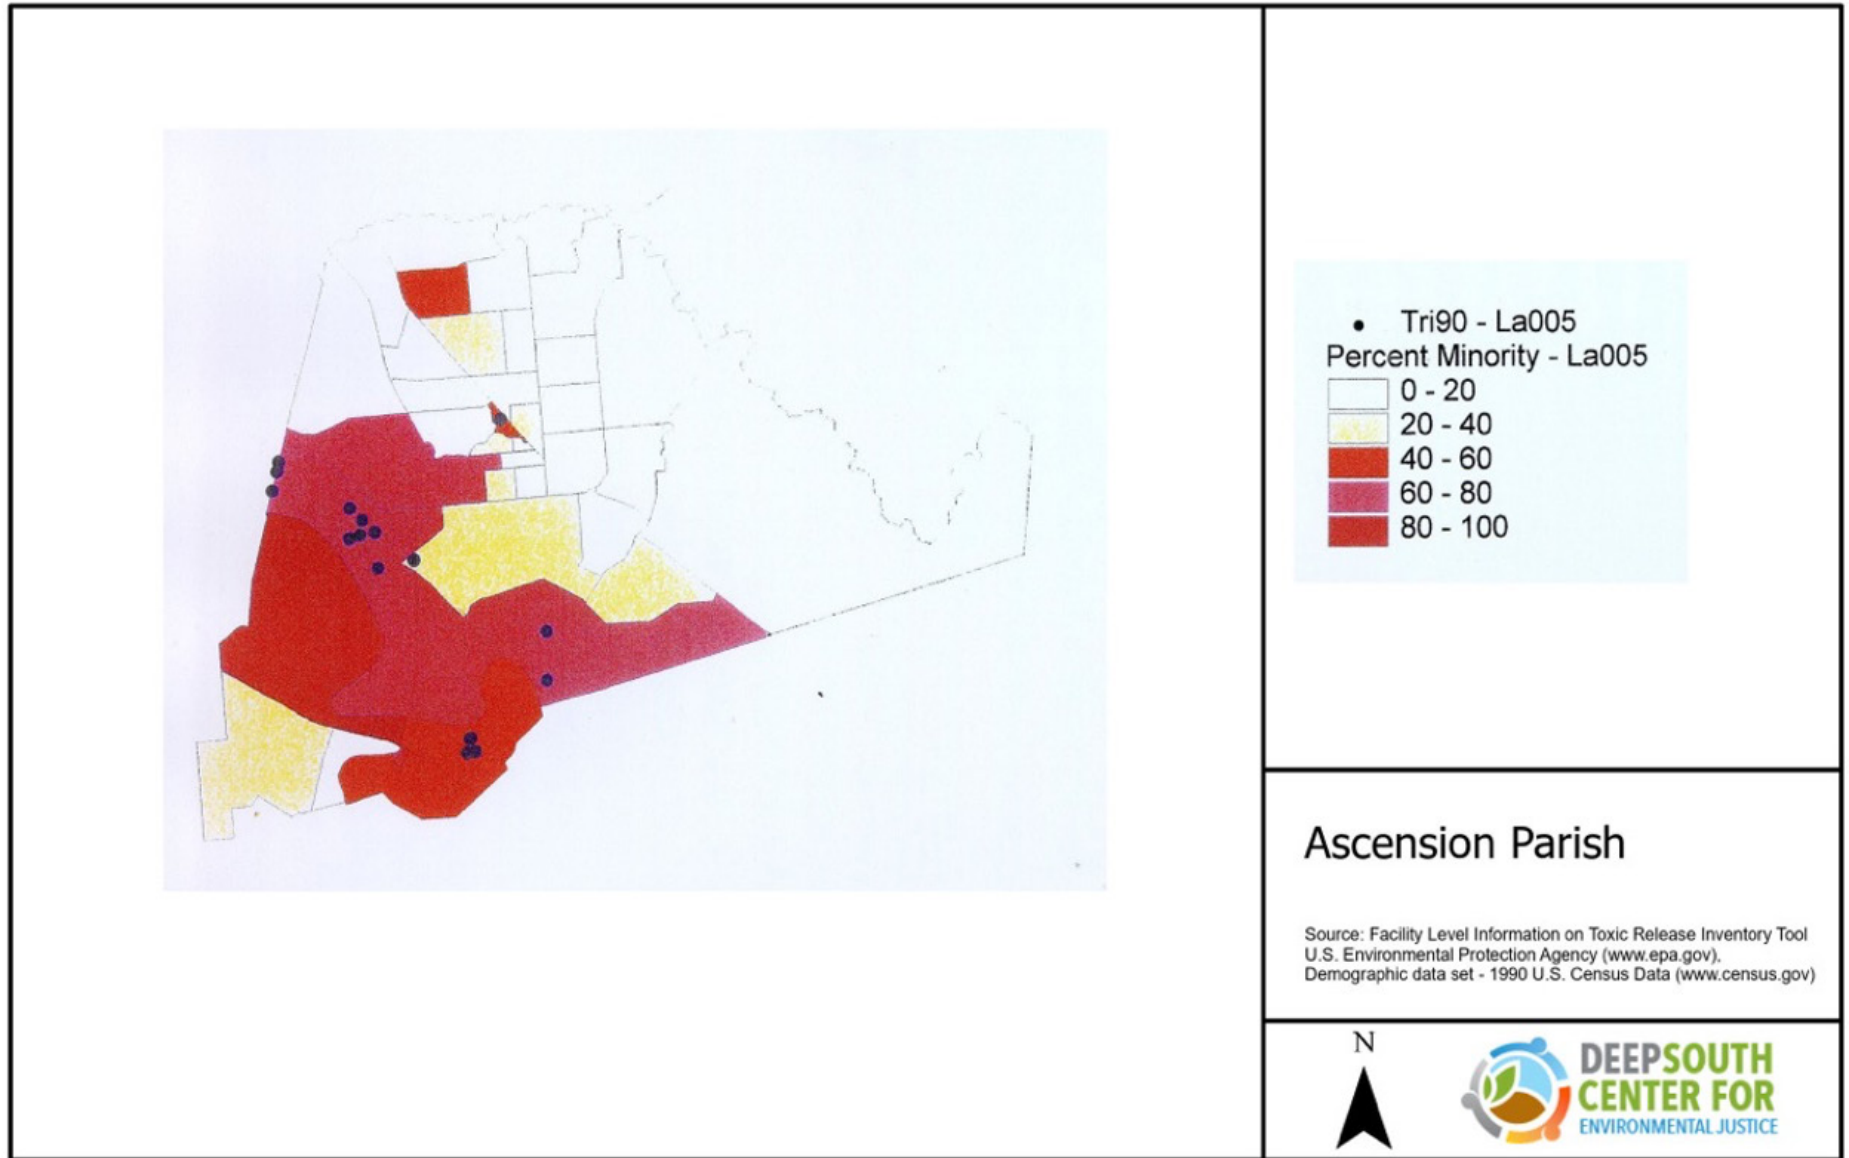 Tri90 - La005
Percent Minority - La005
0 - 20
20 - 40
40 - 60
60 - 80
80 - 100
Ascension Parish
Source: Facility Level Information on Toxic Release Inventory Tool
U.S. Environmental Protection Agency (www.epa.gov),
Demographic data set - 1990 U.S. Census Data (www.census.gov)
N
DEEPSOUTH
CENTER FOR
ENVIRONMENTAL JUSTICE